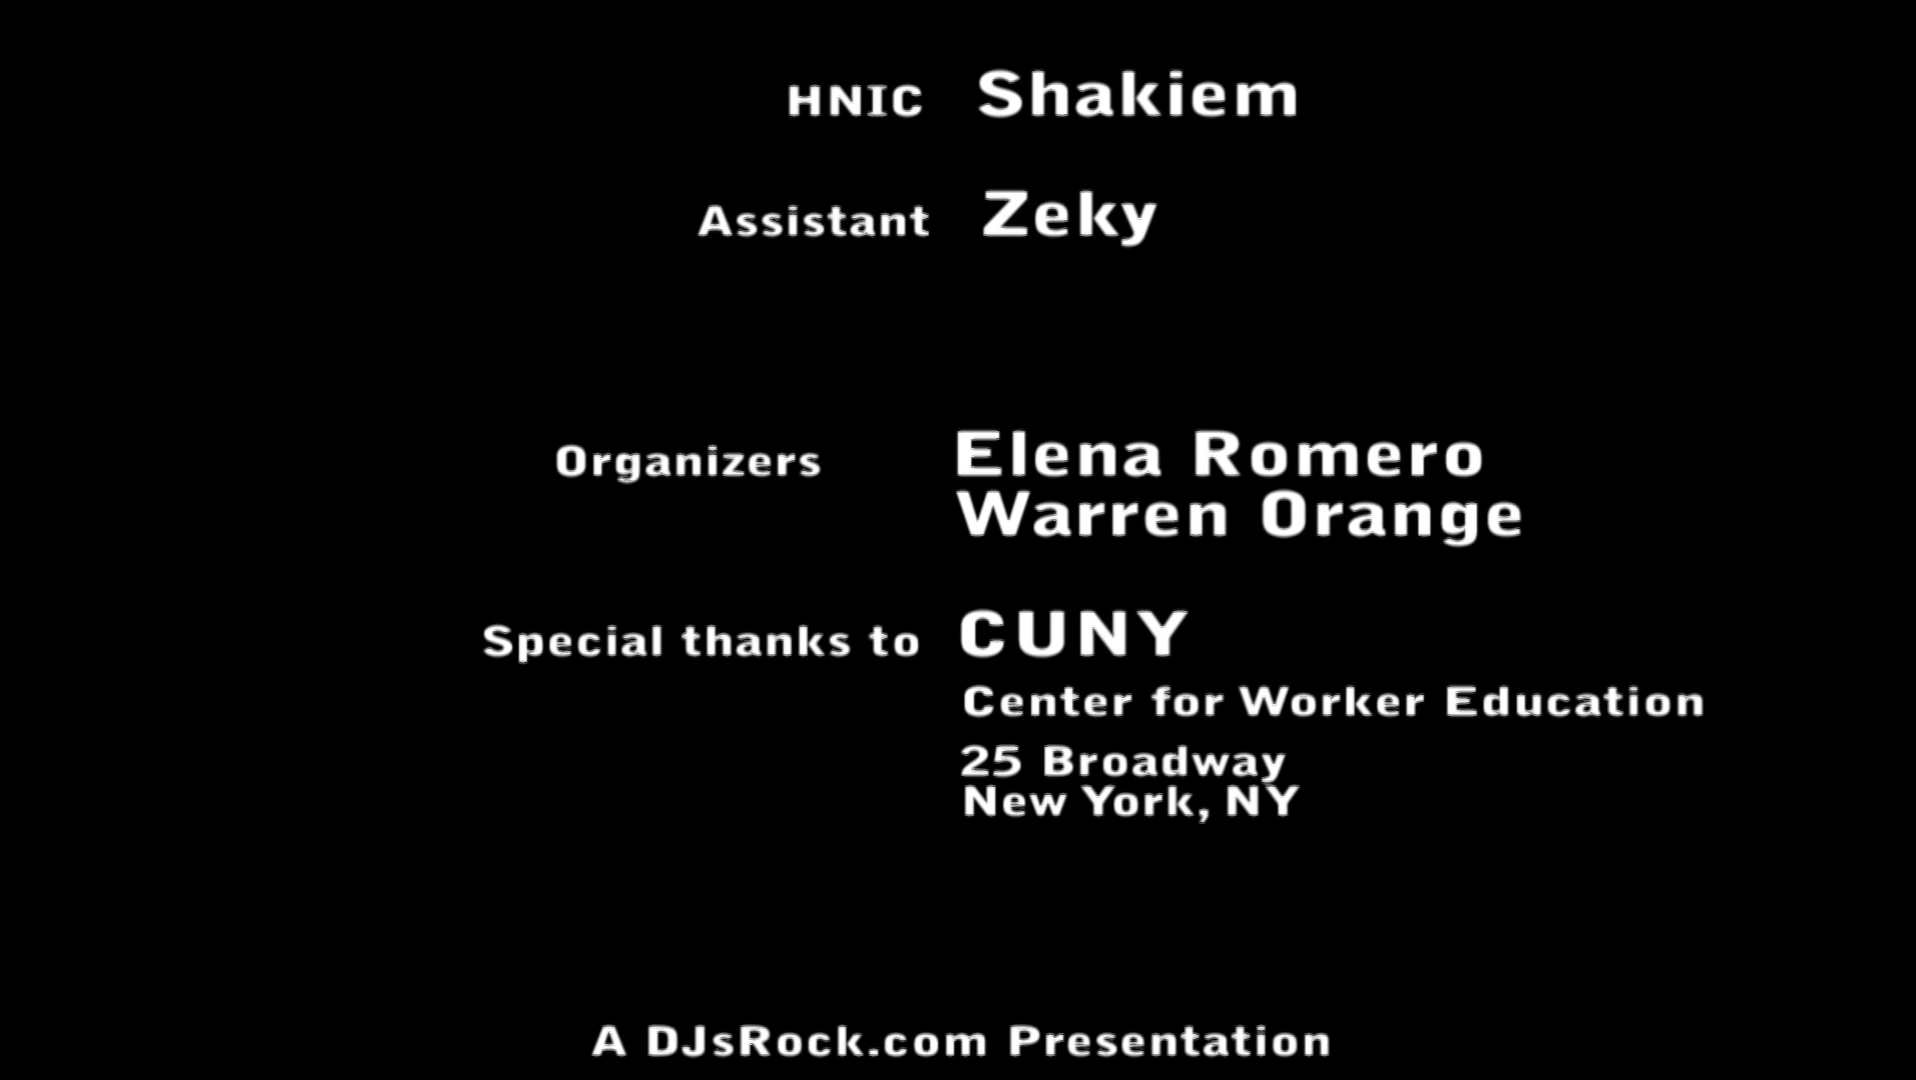 HNIC Shakiem
Assistant Zeky
Organizers Elena Romero
Warren Orange
Special thanks to CUNY
Center for Worker Education
25 Broadway
New York, NY
A DJsRock.com Presentation